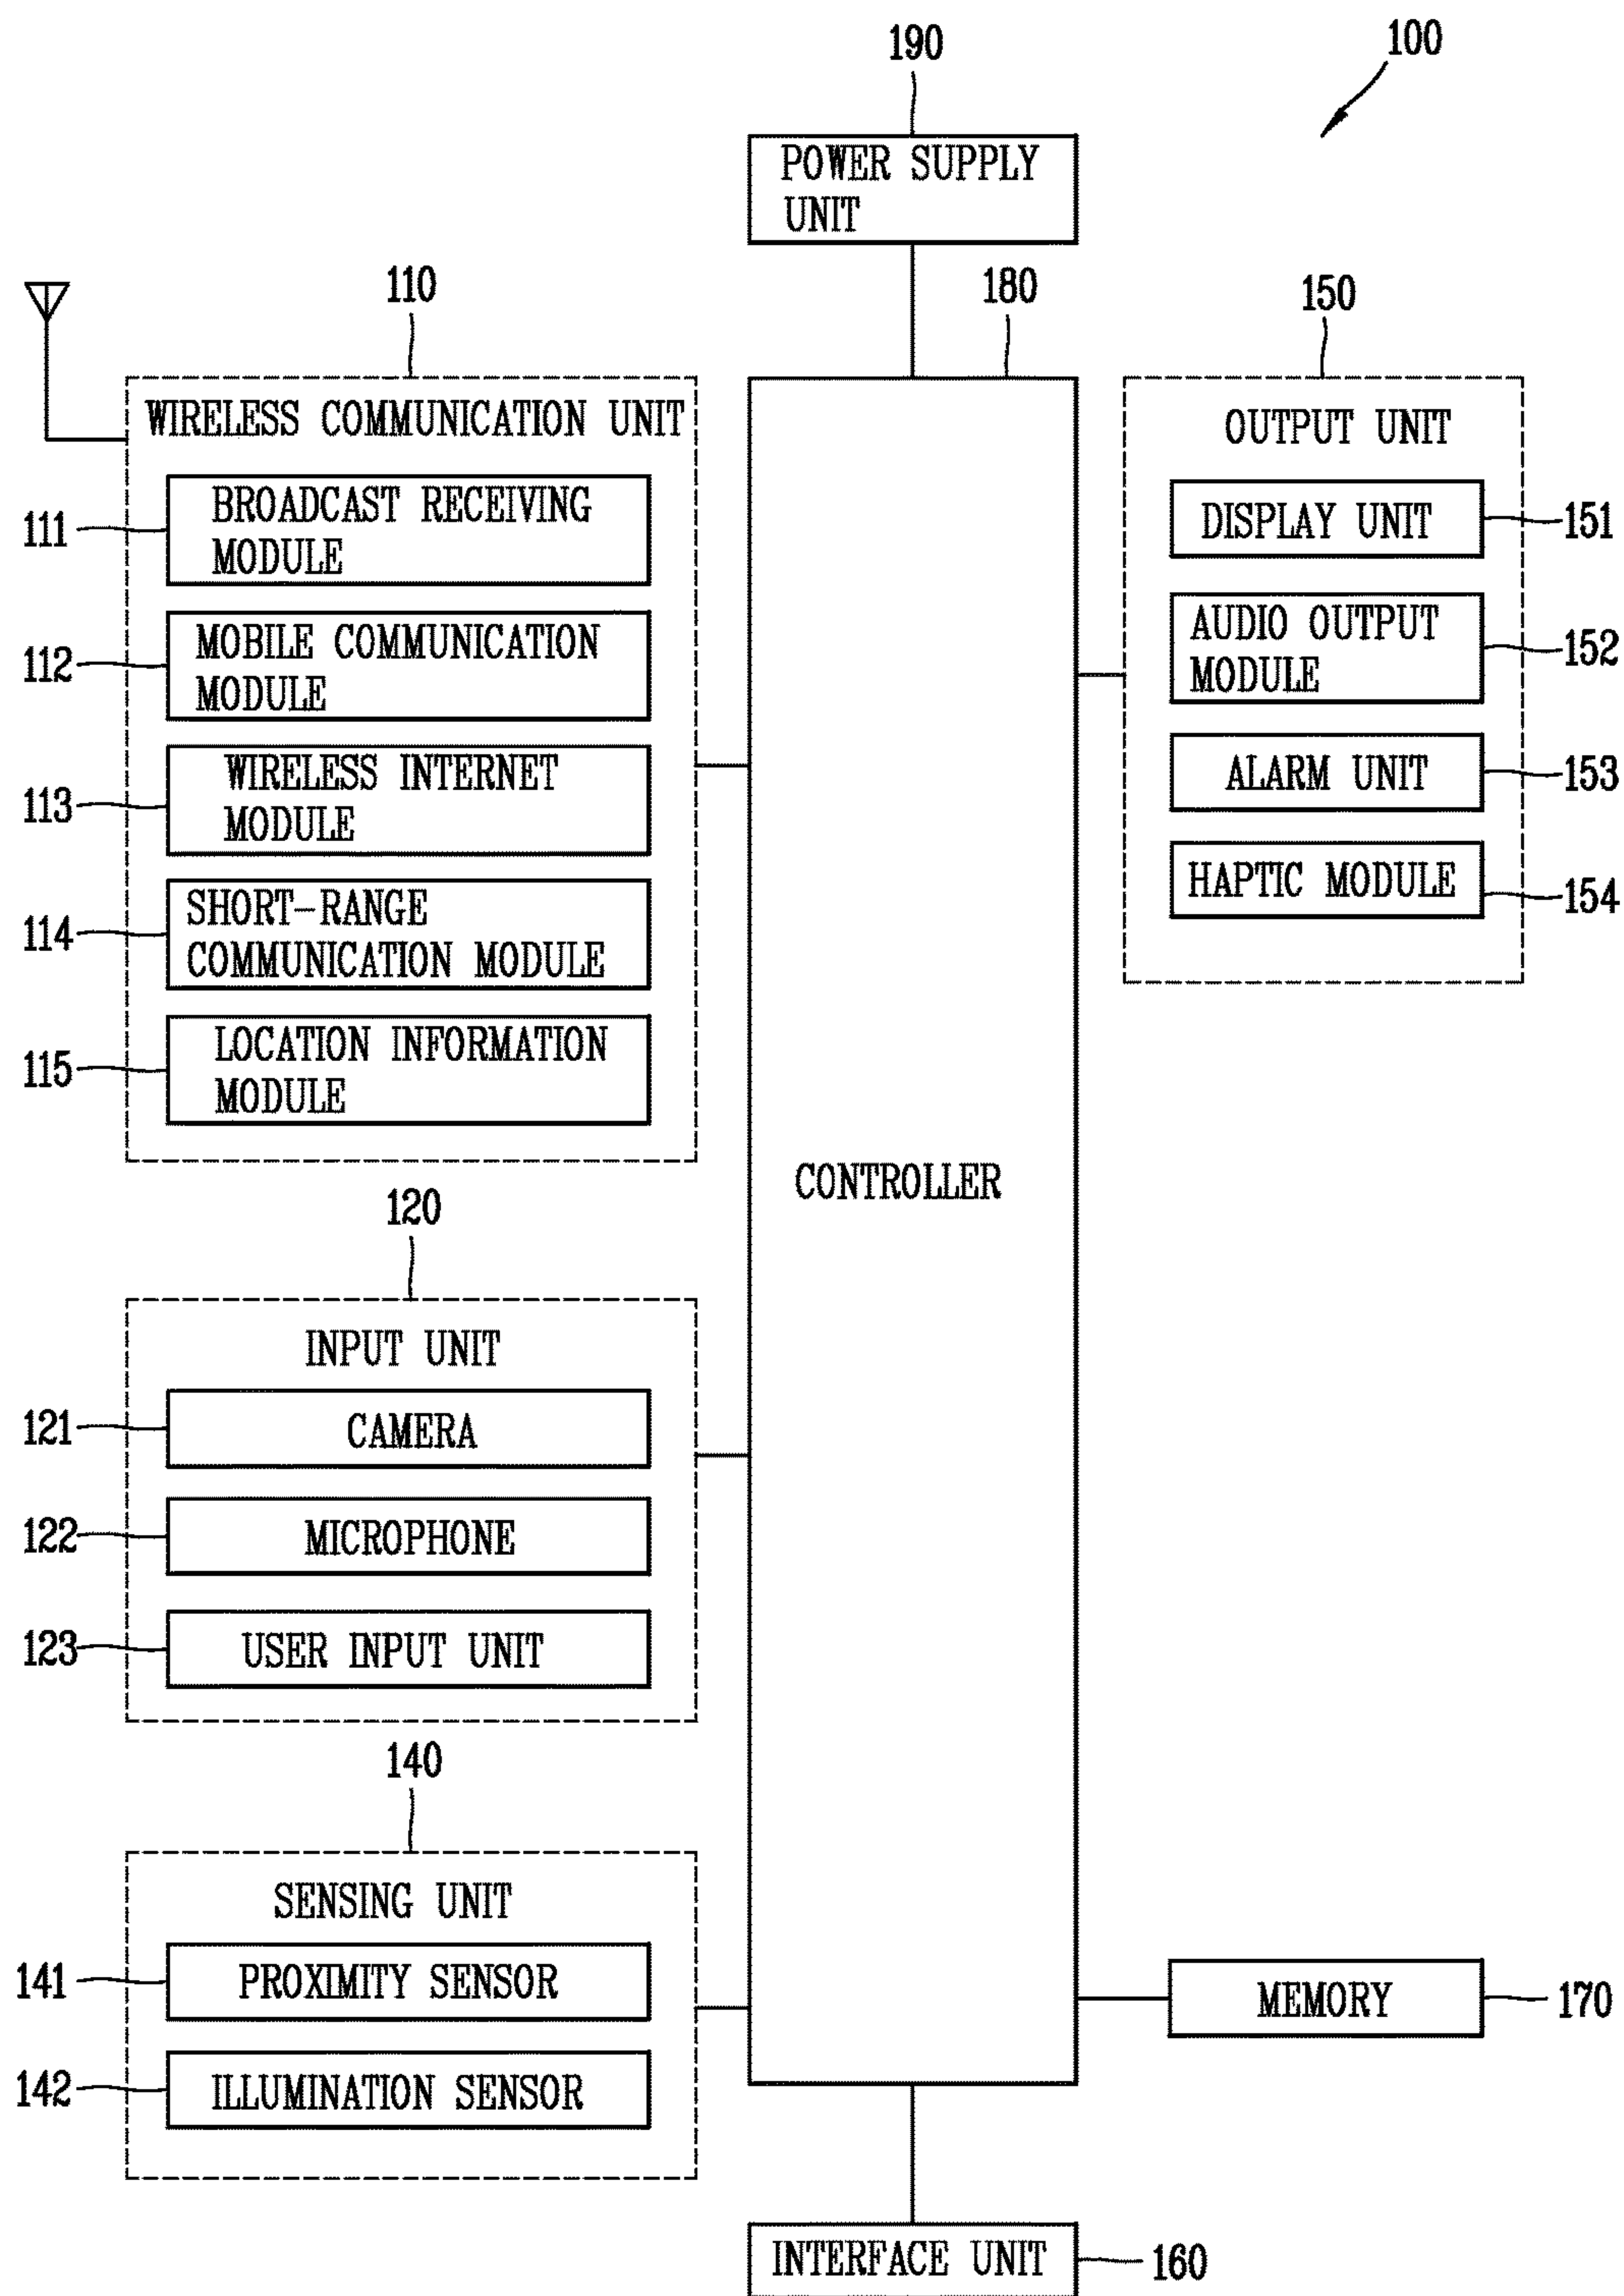 190
100
POWER SUPPLY
UNIT
110
180
150
WIRELESS COMMUNICATION UNIT
111
BROADCAST RECEIVING
MODULE
112
MOBILE COMMUNICATION
MODULE
113
WIRELESS INTERNET
MODULE
114
SHORT-RANGE
COMMUNICATION MODULE
115
LOCATION INFORMATION
MODULE
120
INPUT UNIT
121
CAMERA
122
MICROPHONE
123
USER INPUT UNIT
140
SENSING UNIT
141
PROXIMITY SENSOR
142
ILLUMINATION SENSOR
CONTROLLER
OUTPUT UNIT
DISPLAY UNIT
151
AUDIO OUTPUT
MODULE
152
ALARM UNIT
153
HAPTIC MODULE
154
MEMORY
170
INTERFACE UNIT
160